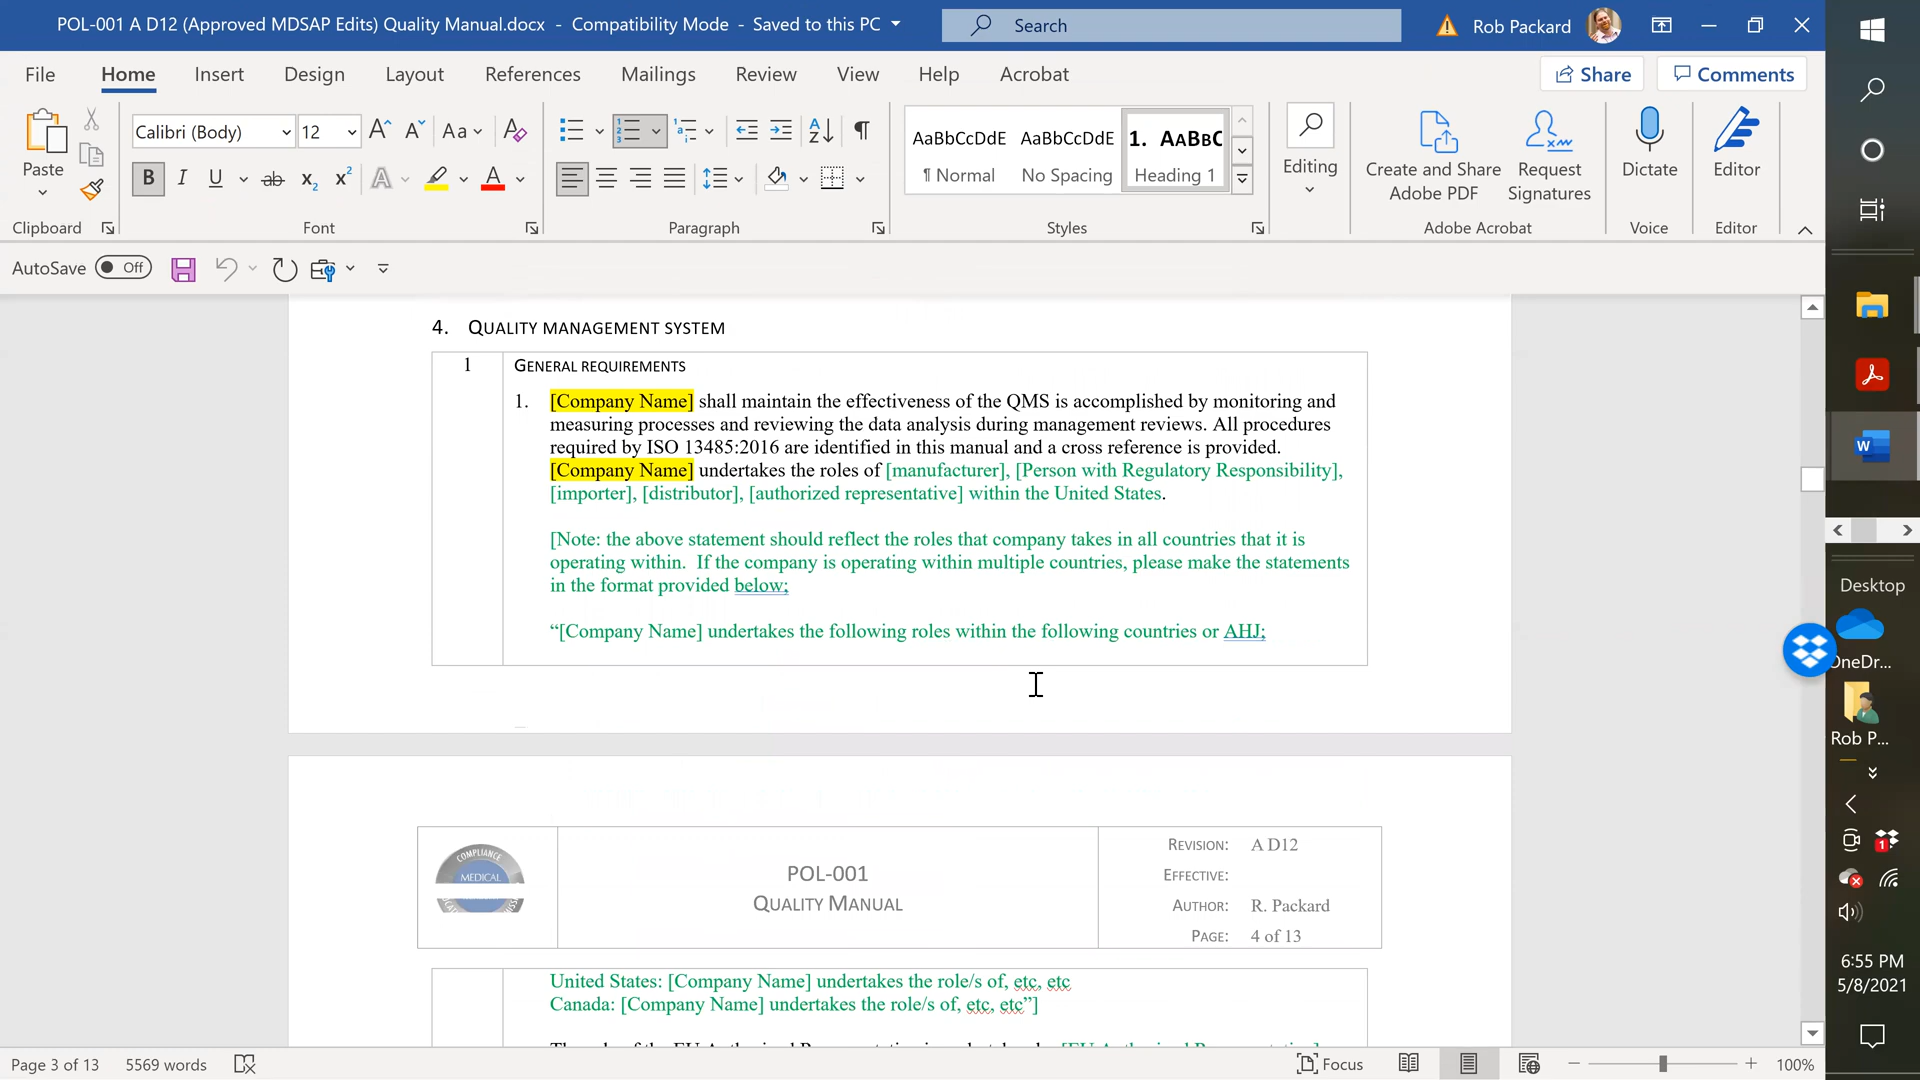 POL-001 A D12 (Approved MDSAP Edits) Quality Manual.docx - Compatibility Mode - Saved to this PC
Search
Rob Packard
File Home Insert Design Layout References Mailings Review View Help Acrobat
Share Comments
Paste
Calibri (Body) 12
AaBbCcDdE AaBbCcDdE 1. AABBC
¶ Normal No Spacing Heading 1
Editing
Create and Share Adobe PDF
Request Signatures
Dictate
Editor
Clipboard Font Paragraph Styles Adobe Acrobat Voice Editor
AutoSave Off
4. QUALITY MANAGEMENT SYSTEM
1 GENERAL REQUIREMENTS
1. [Company Name] shall maintain the effectiveness of the QMS is accomplished by monitoring and
measuring processes and reviewing the data analysis during management reviews. All procedures
required by ISO 13485:2016 are identified in this manual and a cross reference is provided.
[Company Name] undertakes the roles of [manufacturer], [Person with Regulatory Responsibility],
[importer], [distributor], [authorized representative] within the United States.
[Note: the above statement should reflect the roles that company takes in all countries that it is
operating within. If the company is operating within multiple countries, please make the statements
in the format provided below;
“[Company Name] undertakes the following roles within the following countries or AHJ;
COMPLIANCE
MEDICAL
POL-001
QUALITY MANUAL
REVISION: A D12
EFFECTIVE:
AUTHOR: R. Packard
PAGE: 4 of 13
United States: [Company Name] undertakes the role/s of, etc, etc
Canada: [Company Name] undertakes the role/s of, etc, etc”]
Page 3 of 13 5569 words
Focus
100%
Desktop
OneDr...
Rob P...
1
6:55 PM
5/8/2021